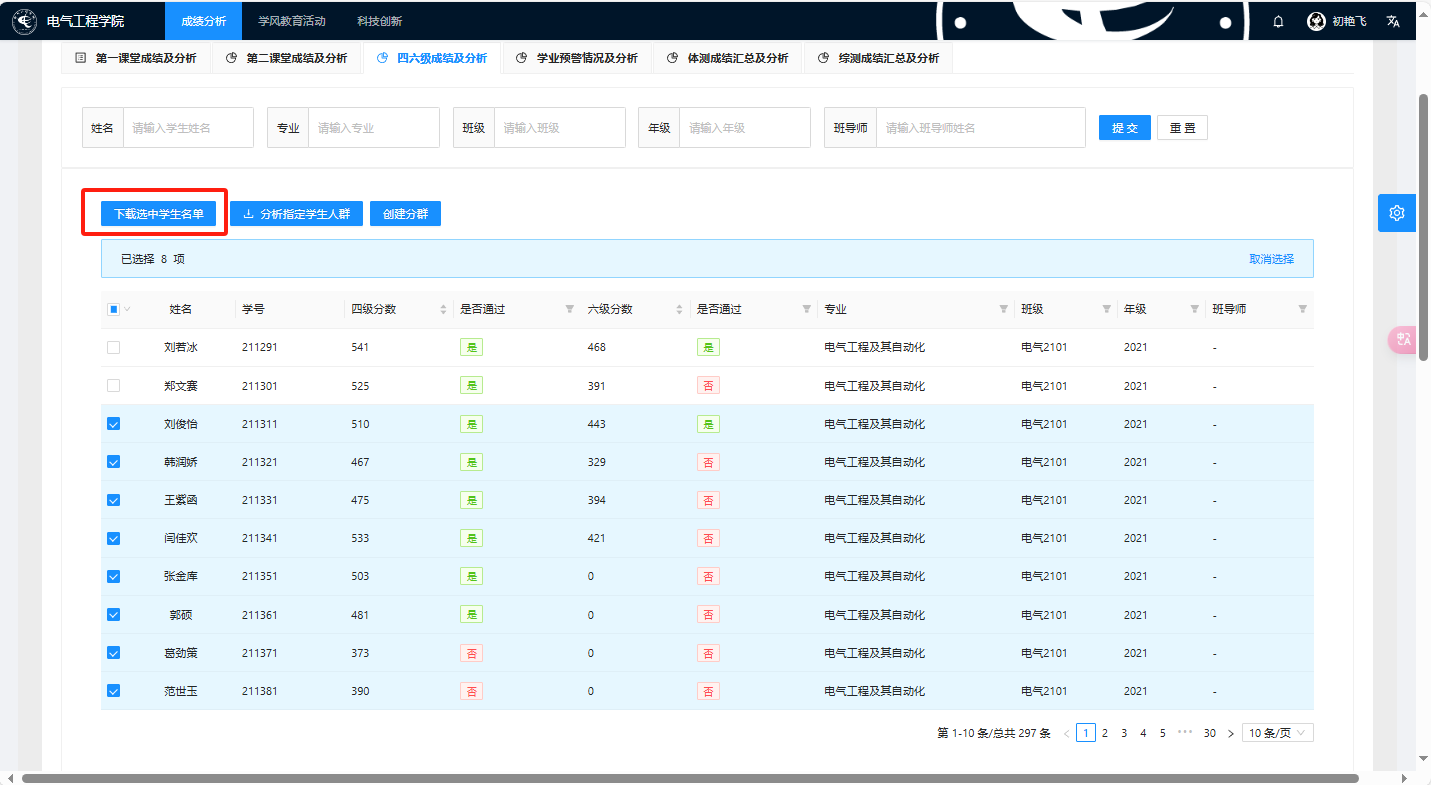 电气工程学院 成绩分析 学风教育活动 科技创新 初艳飞
第一课堂成绩及分析 第二课堂成绩及分析 四六级成绩及分析 学业预警情况及分析 体测成绩汇总及分析 综测成绩汇总及分析
姓名 请输入学生姓名 专业 请输入专业 班级 请输入班级 年级 请输入年级 班导师 请输入班导师姓名 提 交 重 置
下载选中学生名单 分析指定学生人群 创建分群
已选择 8 项 取消选择
姓名 学号 四级分数 是否通过 六级分数 是否通过 专业 班级 年级 班导师
刘若冰 211291 541 是 468 是 电气工程及其自动化 电气2101 2021 -
郑文赛 211301 525 是 391 否 电气工程及其自动化 电气2101 2021 -
刘俊怡 211311 510 是 443 是 电气工程及其自动化 电气2101 2021 -
韩润娇 211321 467 是 329 否 电气工程及其自动化 电气2101 2021 -
王紫函 211331 475 是 394 否 电气工程及其自动化 电气2101 2021 -
闫佳欢 211341 533 是 421 否 电气工程及其自动化 电气2101 2021 -
张金库 211351 503 是 0 否 电气工程及其自动化 电气2101 2021 -
郭硕 211361 481 是 0 否 电气工程及其自动化 电气2101 2021 -
葛劲策 211371 373 否 0 否 电气工程及其自动化 电气2101 2021 -
范世玉 211381 390 否 0 否 电气工程及其自动化 电气2101 2021 -
第 1-10 条/总共 297 条 < 1 2 3 4 5 ••• 30 > 10 条/页